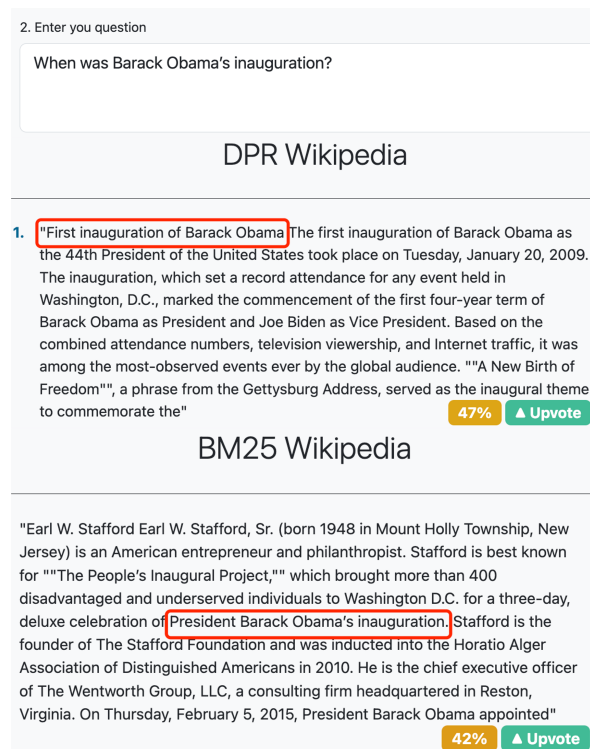 2. Enter you question
When was Barack Obama’s inauguration?
DPR Wikipedia
1. "First inauguration of Barack Obama The first inauguration of Barack Obama as
the 44th President of the United States took place on Tuesday, January 20, 2009.
The inauguration, which set a record attendance for any event held in
Washington, D.C., marked the commencement of the first four-year term of
Barack Obama as President and Joe Biden as Vice President. Based on the
combined attendance numbers, television viewership, and Internet traffic, it was
among the most-observed events ever by the global audience. ""A New Birth of
Freedom"", a phrase from the Gettysburg Address, served as the inaugural theme
to commemorate the"
47% ▲ Upvote
BM25 Wikipedia
"Earl W. Stafford Earl W. Stafford, Sr. (born 1948 in Mount Holly Township, New
Jersey) is an American entrepreneur and philanthropist. Stafford is best known
for ""The People’s Inaugural Project,"" which brought more than 400
disadvantaged and underserved individuals to Washington D.C. for a three-day,
deluxe celebration of President Barack Obama’s inauguration. Stafford is the
founder of The Stafford Foundation and was inducted into the Horatio Alger
Association of Distinguished Americans in 2010. He is the chief executive officer
of The Wentworth Group, LLC, a consulting firm headquartered in Reston,
Virginia. On Thursday, February 5, 2015, President Barack Obama appointed"
42% ▲ Upvote